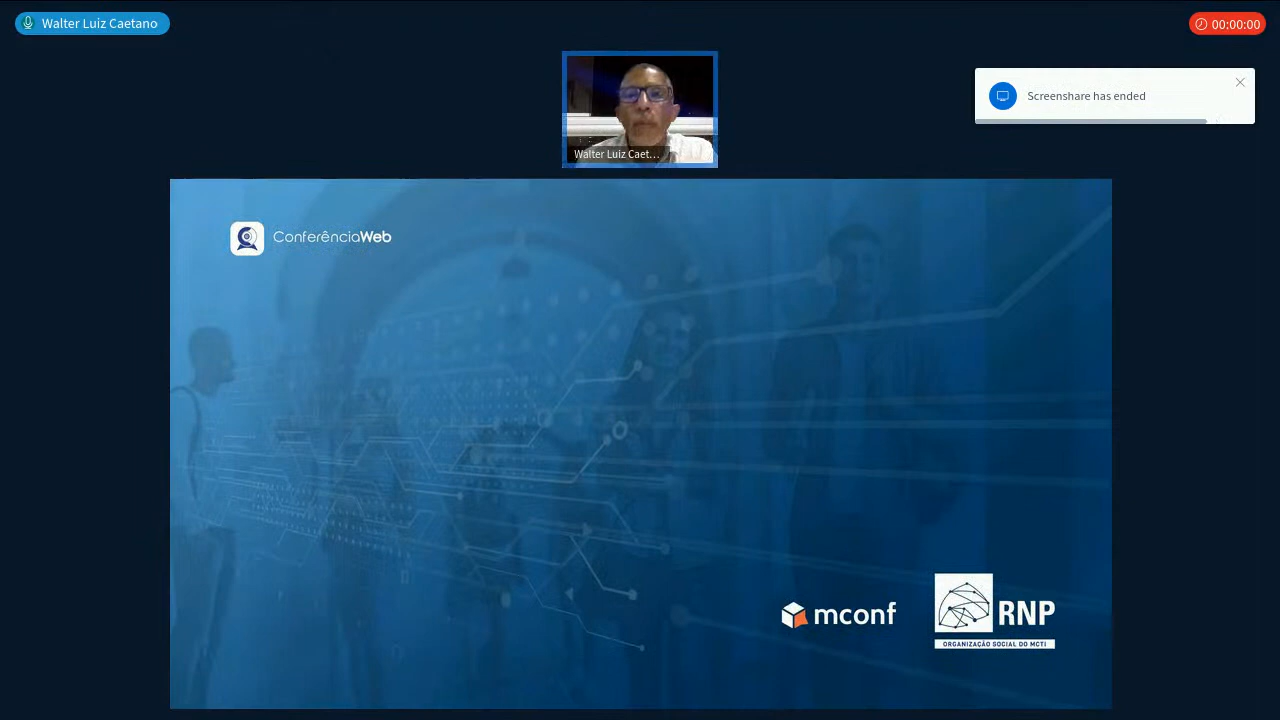 Walter Luiz Caetano
00:00:00
Screenshare has ended
Walter Luiz Caet...
ConferênciaWeb
mconf
RNP
ORGANIZAÇÃO SOCIAL DO MCTI